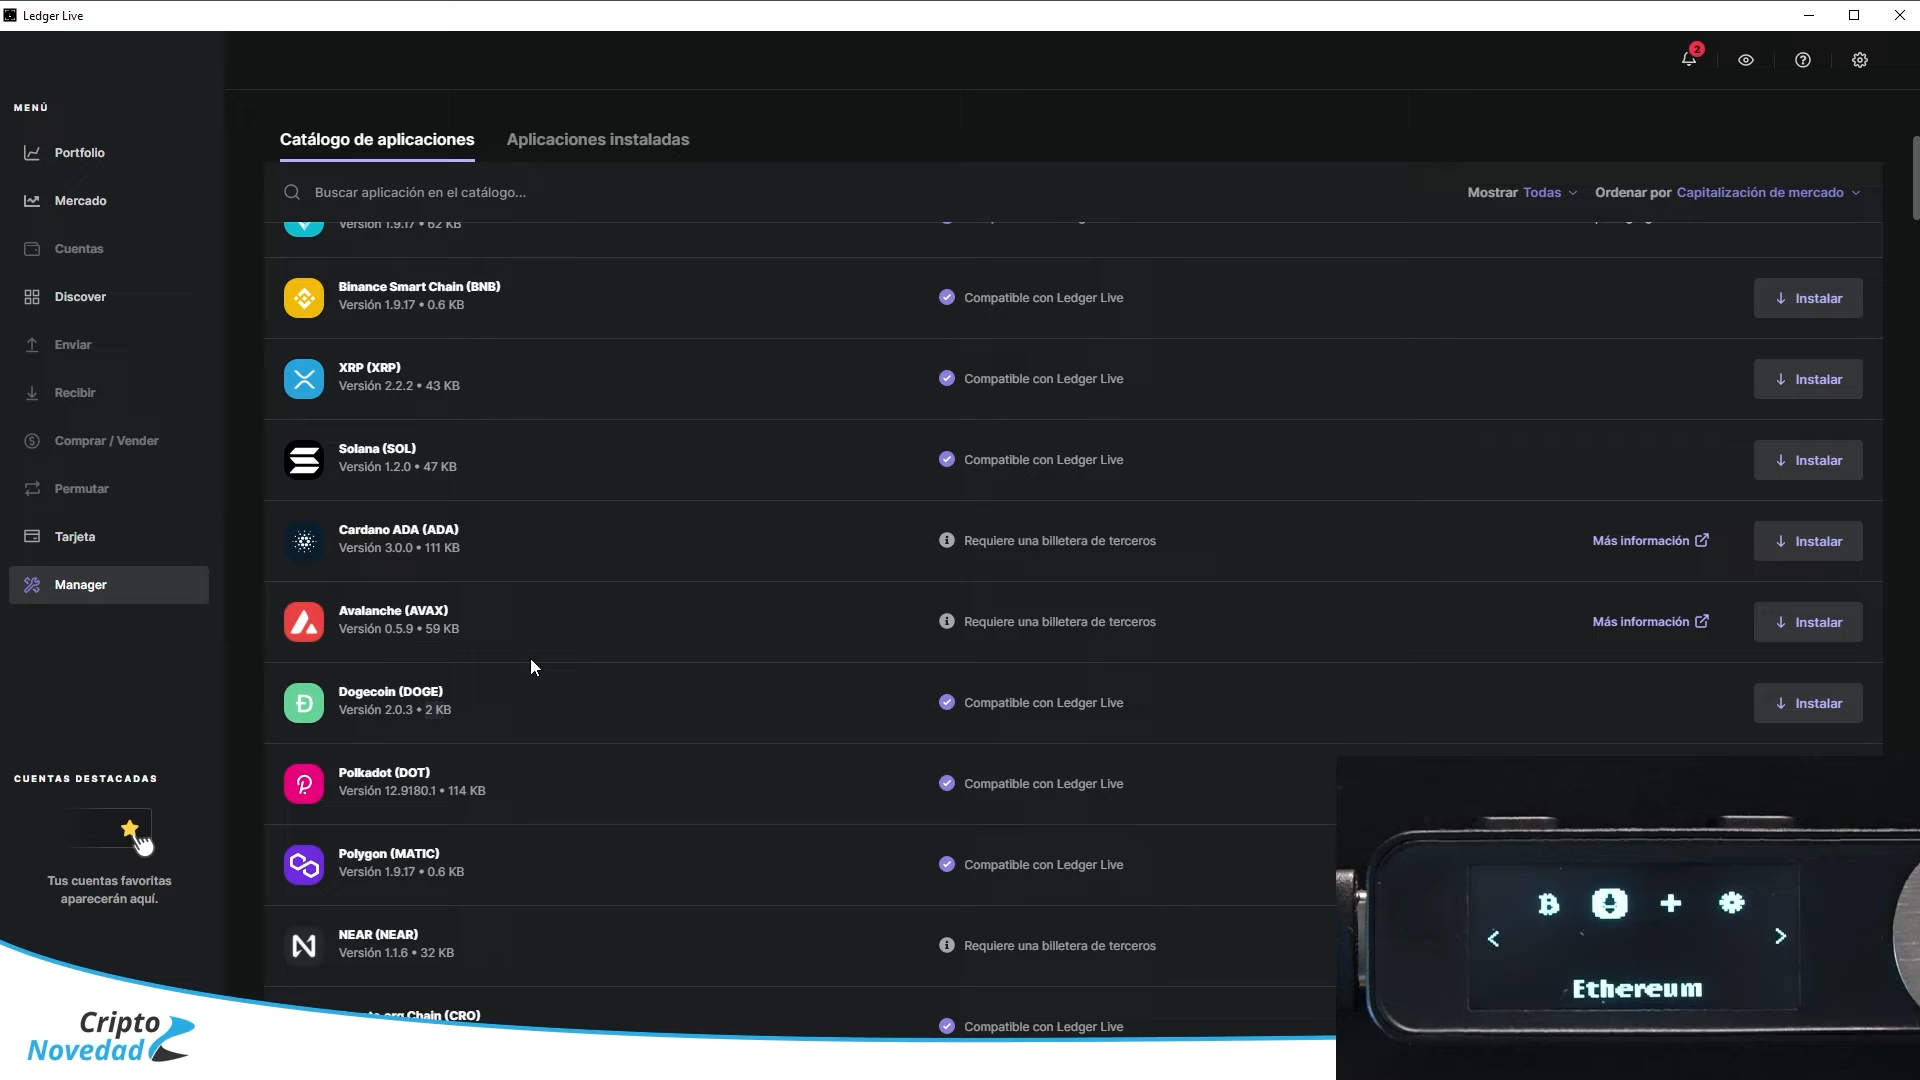 Ledger Live
2
MENÚ
Portfolio
Mercado
Cuentas
Discover
Enviar
Recibir
Comprar / Vender
Permutar
Tarjeta
Manager
CUENTAS DESTACADAS
Tus cuentas favoritas
aparecerán aquí.
Cripto
Novedad
Catálogo de aplicaciones
Aplicaciones instaladas
Buscar aplicación en el catálogo...
Mostrar Todas
Ordenar por Capitalización de mercado
Versión 1.9.17 • 62 KB
Binance Smart Chain (BNB)
Versión 1.9.17 • 0.6 KB
Compatible con Ledger Live
Instalar
XRP (XRP)
Versión 2.2.2 • 43 KB
Compatible con Ledger Live
Instalar
Solana (SOL)
Versión 1.2.0 • 47 KB
Compatible con Ledger Live
Instalar
Cardano ADA (ADA)
Versión 3.0.0 • 111 KB
Requiere una billetera de terceros
Más información
Instalar
Avalanche (AVAX)
Versión 0.5.9 • 59 KB
Requiere una billetera de terceros
Más información
Instalar
Dogecoin (DOGE)
Versión 2.0.3 • 2 KB
Compatible con Ledger Live
Instalar
Polkadot (DOT)
Versión 12.9180.1 • 114 KB
Compatible con Ledger Live
Polygon (MATIC)
Versión 1.9.17 • 0.6 KB
Compatible con Ledger Live
NEAR (NEAR)
Versión 1.1.6 • 32 KB
Requiere una billetera de terceros
Chain (CRO)
Compatible con Ledger Live
Ethereum